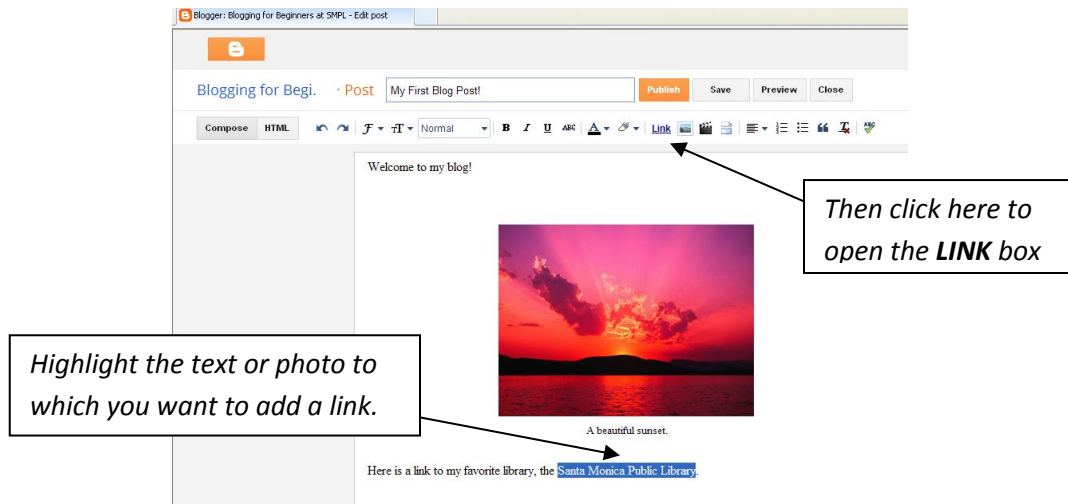 Blogger: Blogging for Beginners at SMPL - Edit post
Blogging for Begi. · Post My First Blog Post! Publish Save Preview Close
Compose HTML Normal B I U ABC A Link ABC
Welcome to my blog!
Then click here to
open the LINK box
Highlight the text or photo to
which you want to add a link.
A beautiful sunset.
Here is a link to my favorite library, the Santa Monica Public Library.